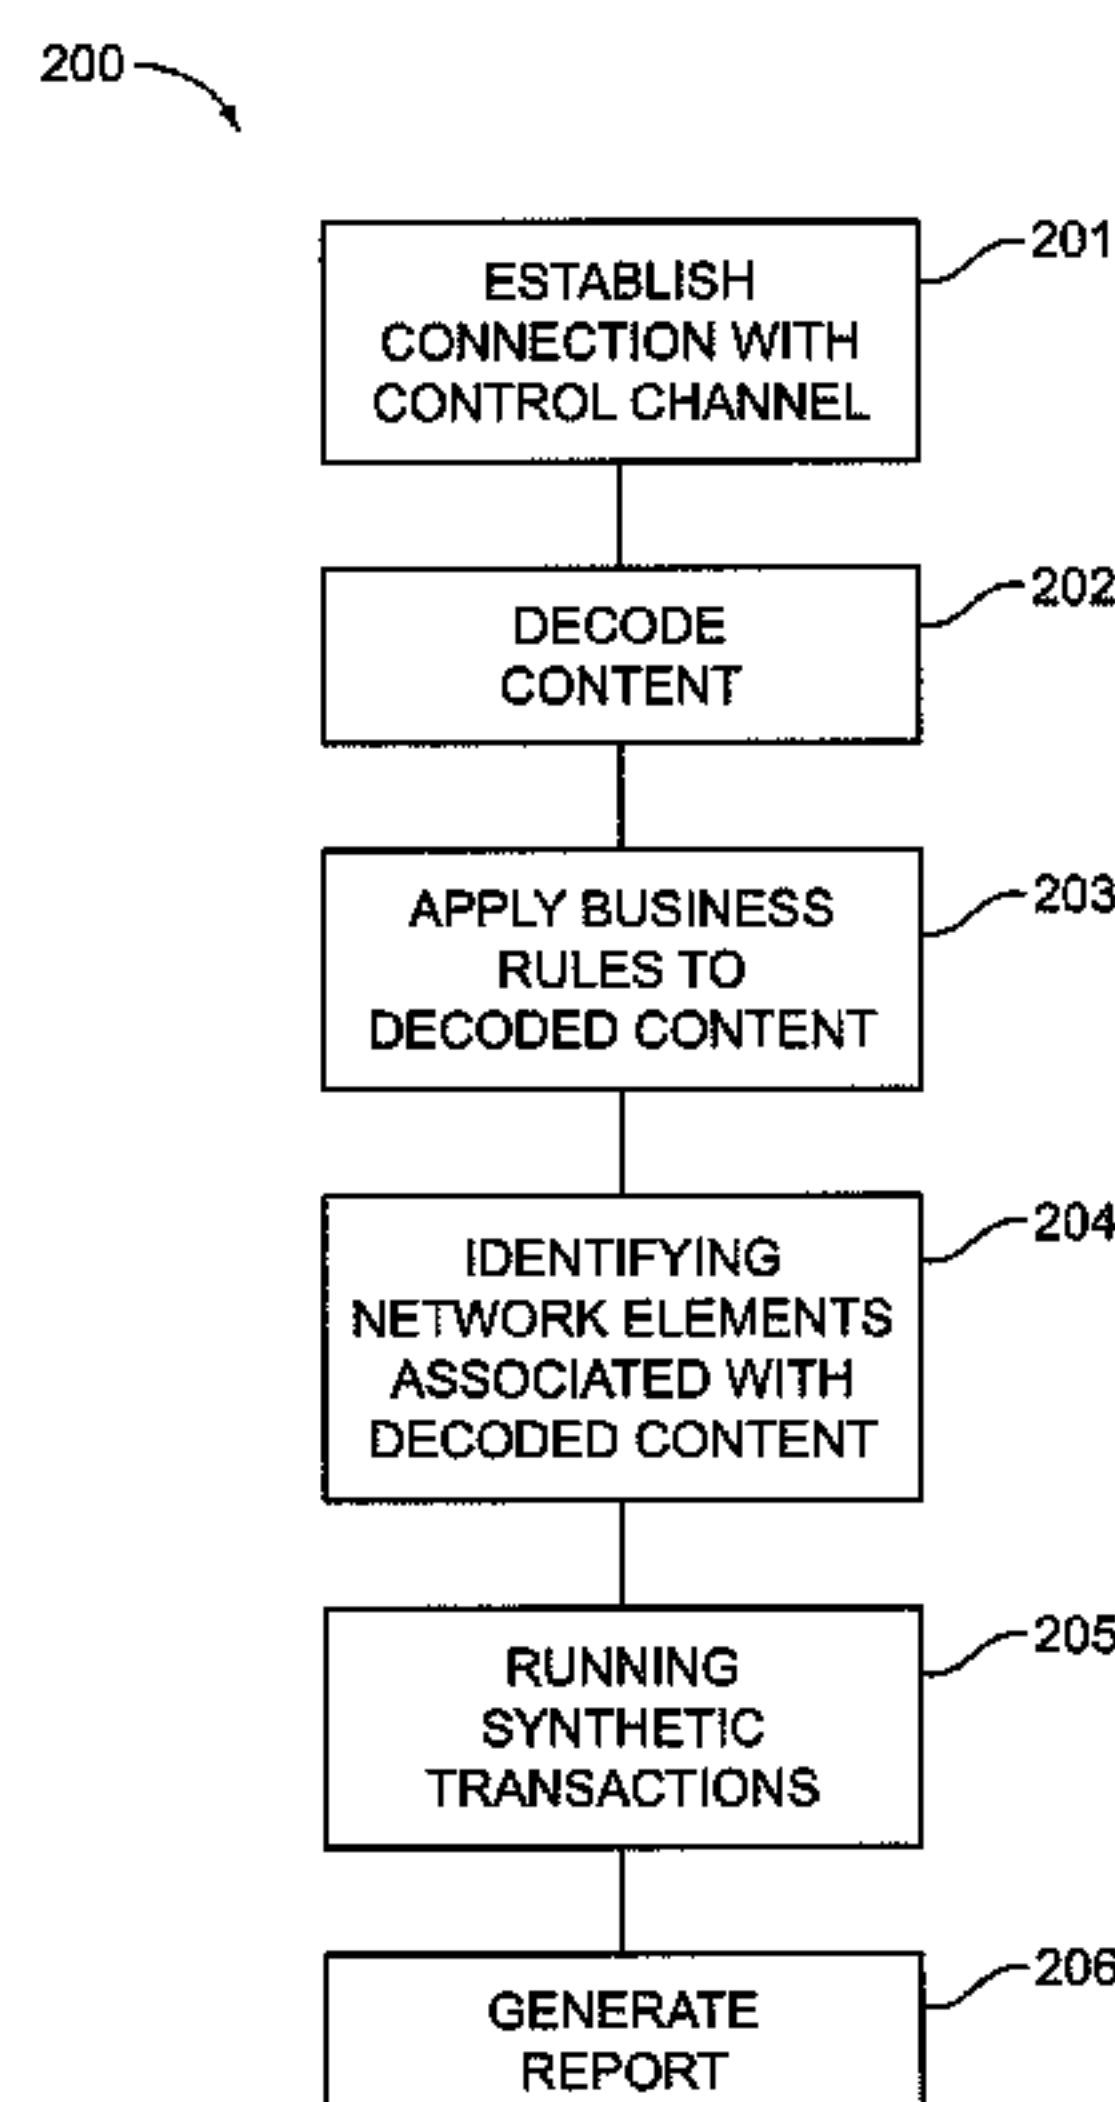 200
201
ESTABLISH
CONNECTION WITH
CONTROL CHANNEL
202
DECODE
CONTENT
203
APPLY BUSINESS
RULES TO
DECODED CONTENT
204
IDENTIFYING
NETWORK ELEMENTS
ASSOCIATED WITH
DECODED CONTENT
205
RUNNING
SYNTHETIC
TRANSACTIONS
206
GENERATE
REPORT